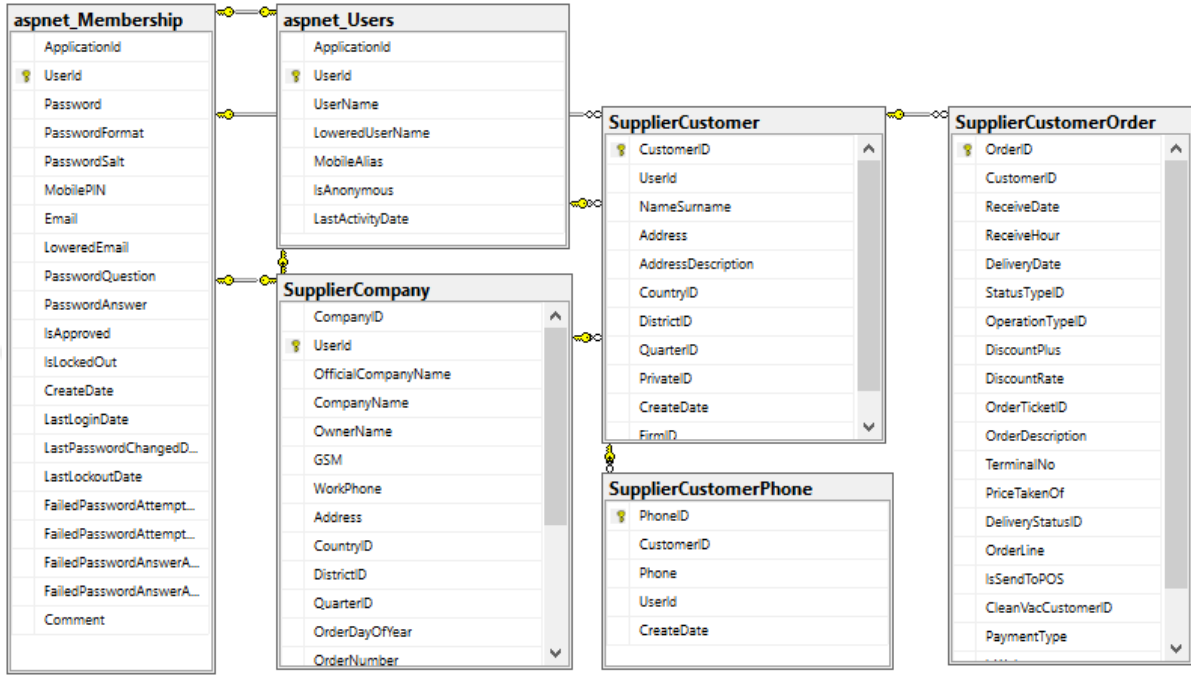 aspnet_Membership
ApplicationId
UserId
Password
PasswordFormat
PasswordSalt
MobilePIN
Email
LoweredEmail
PasswordQuestion
PasswordAnswer
IsApproved
IsLockedOut
CreateDate
LastLoginDate
LastPasswordChangedD...
LastLockoutDate
FailedPasswordAttempt...
FailedPasswordAttempt...
FailedPasswordAnswerA...
FailedPasswordAnswerA...
Comment
aspnet_Users
ApplicationId
UserId
UserName
LoweredUserName
MobileAlias
IsAnonymous
LastActivityDate
SupplierCompany
CompanyID
UserId
OfficialCompanyName
CompanyName
OwnerName
GSM
WorkPhone
Address
CountryID
DistrictID
QuarterID
OrderDayOfYear
OrderNumber
SupplierCustomer
CustomerID
UserId
NameSurname
Address
AddressDescription
CountryID
DistrictID
QuarterID
PrivateID
CreateDate
FirmID
SupplierCustomerPhone
PhoneID
CustomerID
Phone
UserId
CreateDate
SupplierCustomerOrder
OrderID
CustomerID
ReceiveDate
ReceiveHour
DeliveryDate
StatusTypeID
OperationTypeID
DiscountPlus
DiscountRate
OrderTicketID
OrderDescription
TerminalNo
PriceTakenOf
DeliveryStatusID
OrderLine
IsSendToPOS
CleanVacCustomerID
PaymentType